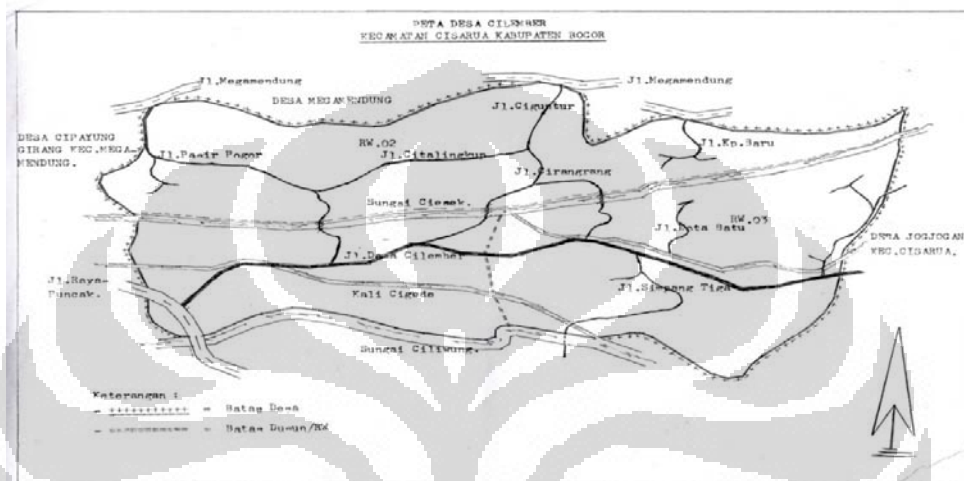 PETA DESA CILEMBER
KECAMATAN CISARUA KABUPATEN BOGOR
Jl.Megamendung
Jl.Megamendung
DESA MEGAMENDUNG
Jl.Ciguntur
DESA CIPAYUNG
GIRANG KEC.MEGA-
MENDUNG.
RW.02
Jl.Pasir Bogor
Jl.Citalingkup
Jl.Kp.Baru
Jl.Cirangrang
Sungai Ciesek.
RW.03
Jl.Kota Batu
DESA JOGJOGAN
KEC.CISARUA.
Jl.Desa Cilember
Jl.Raya-
Puncak.
Kali Cigede
Jl.Simpang Tiga
Sungai Ciliwung.
Keterangan :
= Batas Desa
= Batas Dusun/RW